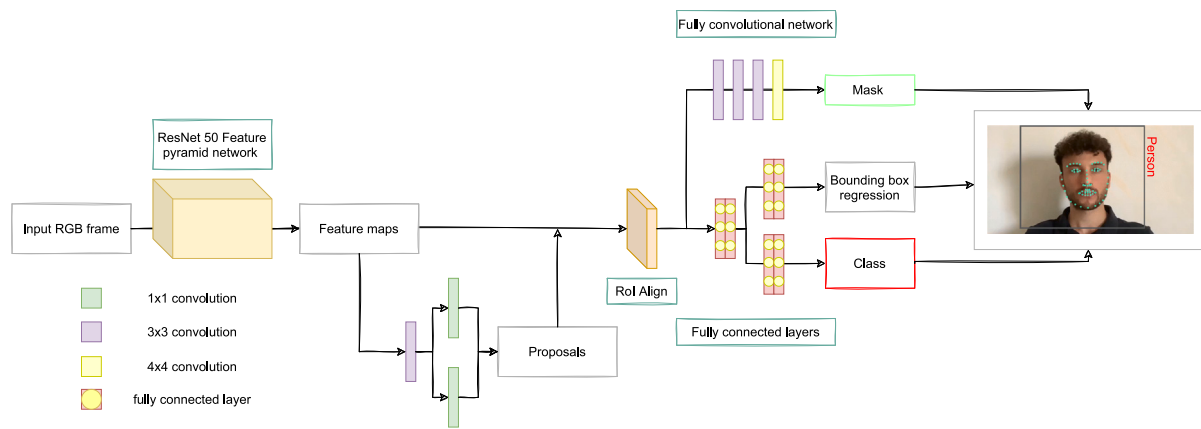 Fully convolutional network
Mask
ResNet 50 Feature
pyramid network
Person
Bounding box
regression
Input RGB frame
Feature maps
Class
RoI Align
1x1 convolution
3x3 convolution
Fully connected layers
Proposals
4x4 convolution
fully connected layer